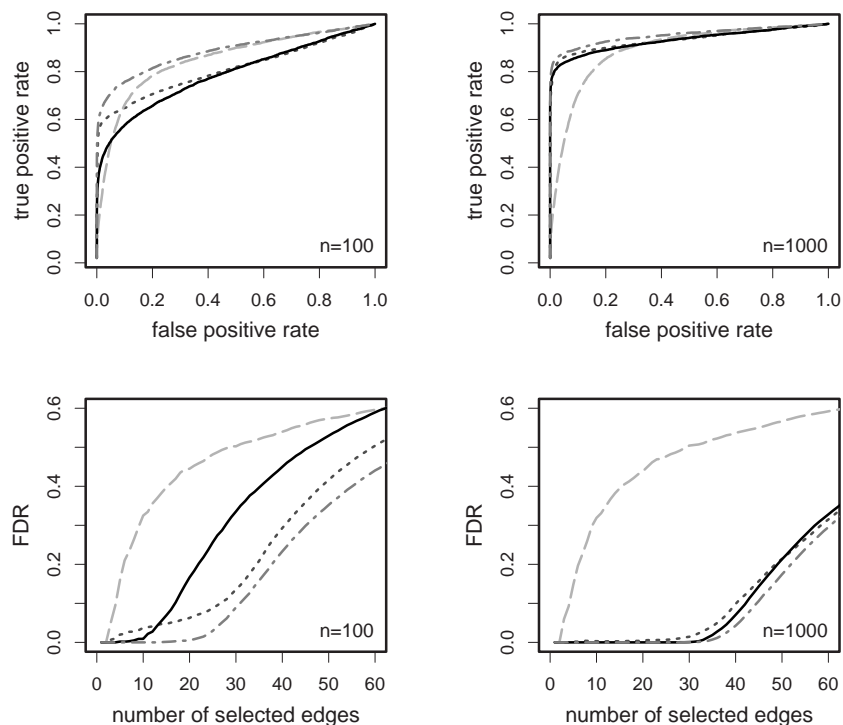 true positive rate
0.0 0.2 0.4 0.6 0.8 1.0
n=100
0.0 0.2 0.4 0.6 0.8 1.0
false positive rate
true positive rate
0.0 0.2 0.4 0.6 0.8 1.0
n=1000
0.0 0.2 0.4 0.6 0.8 1.0
false positive rate
FDR
0.0 0.2 0.4 0.6
n=100
0 10 20 30 40 50 60
number of selected edges
FDR
0.0 0.2 0.4 0.6
n=1000
0 10 20 30 40 50 60
number of selected edges